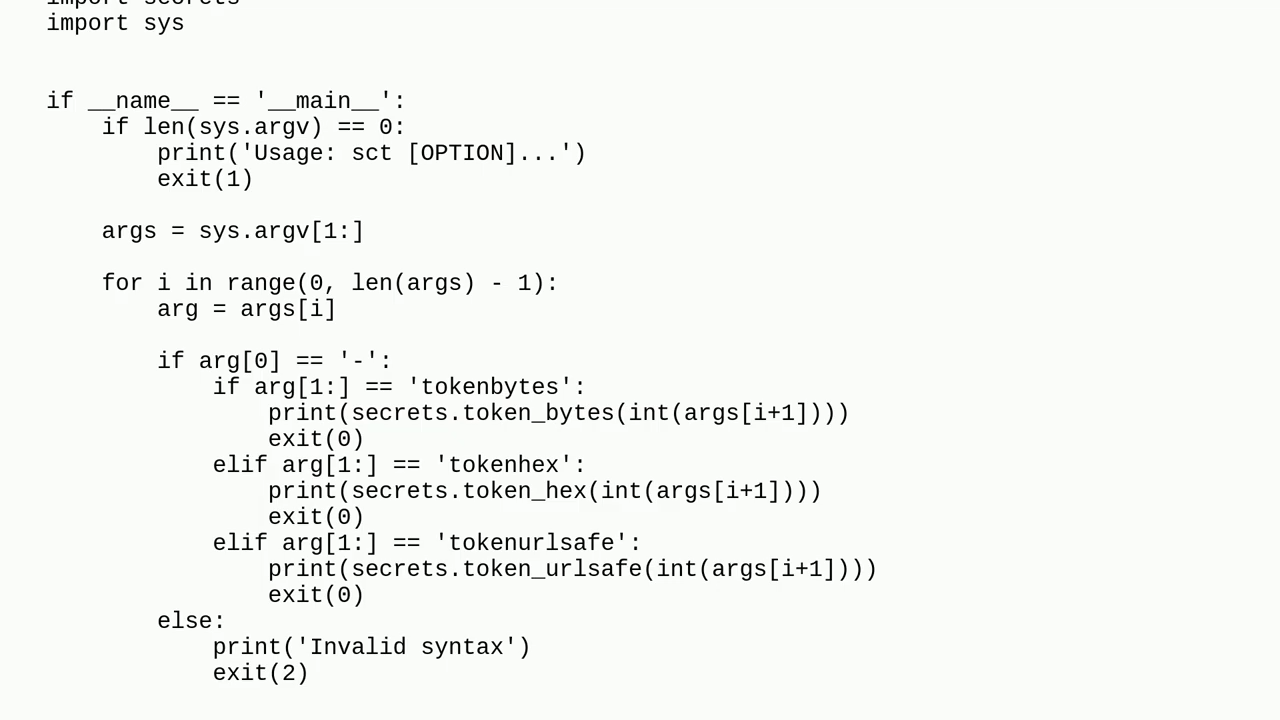 import secrets
import sys
if __name__ == '__main__':
    if len(sys.argv) == 0:
        print('Usage: sct [OPTION]...')
        exit(1)
    args = sys.argv[1:]
    for i in range(0, len(args) - 1):
        arg = args[i]
        if arg[0] == '-':
            if arg[1:] == 'tokenbytes':
                print(secrets.token_bytes(int(args[i+1])))
                exit(0)
            elif arg[1:] == 'tokenhex':
                print(secrets.token_hex(int(args[i+1])))
                exit(0)
            elif arg[1:] == 'tokenurlsafe':
                print(secrets.token_urlsafe(int(args[i+1])))
                exit(0)
        else:
            print('Invalid syntax')
            exit(2)